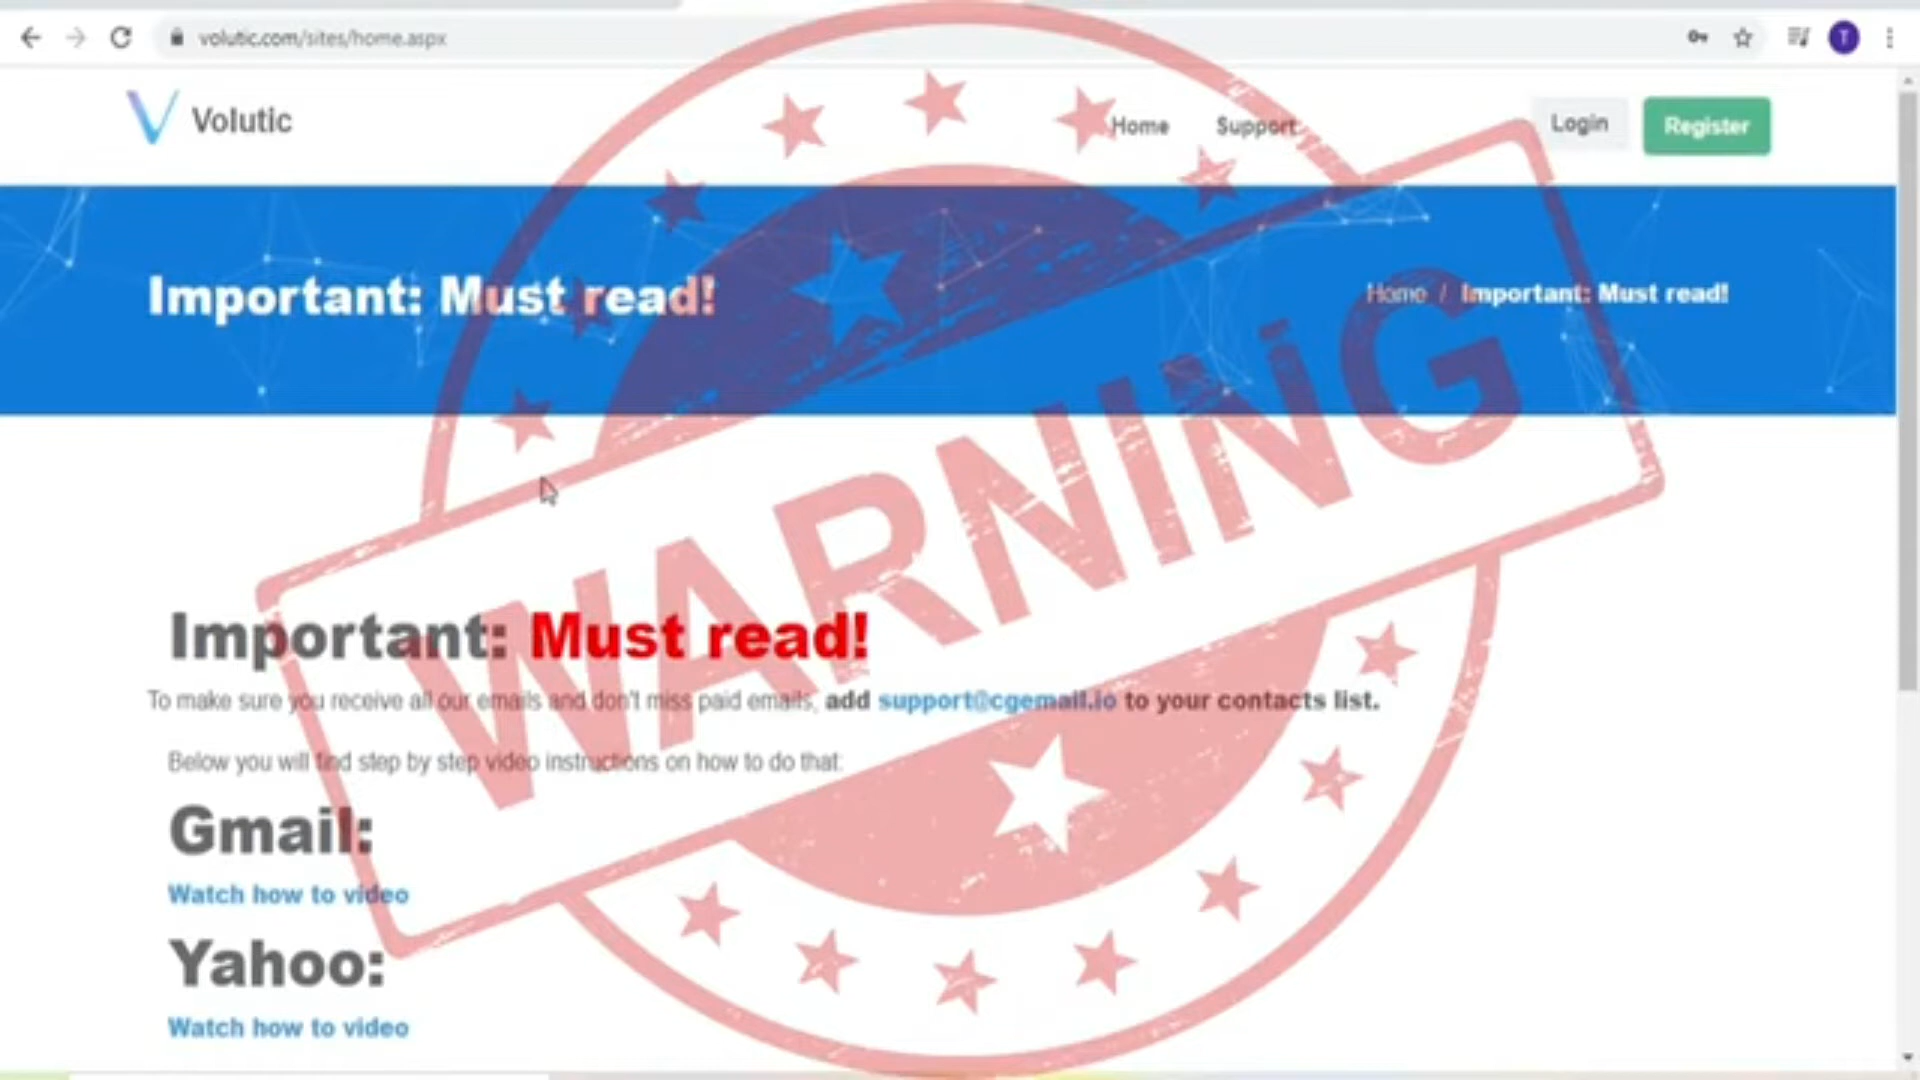 volutic.com/sites/home.aspx
T
Volutic
Home
Support
Login
Register
Important: Must read!
Home / Important: Must read!
WARNING
Important: Must read!
To make sure you receive all our emails and don't miss paid emails, add support@cgemail.io to your contacts list.
Below you will find step by step video instructions on how to do that:
Gmail:
Watch how to video
Yahoo:
Watch how to video